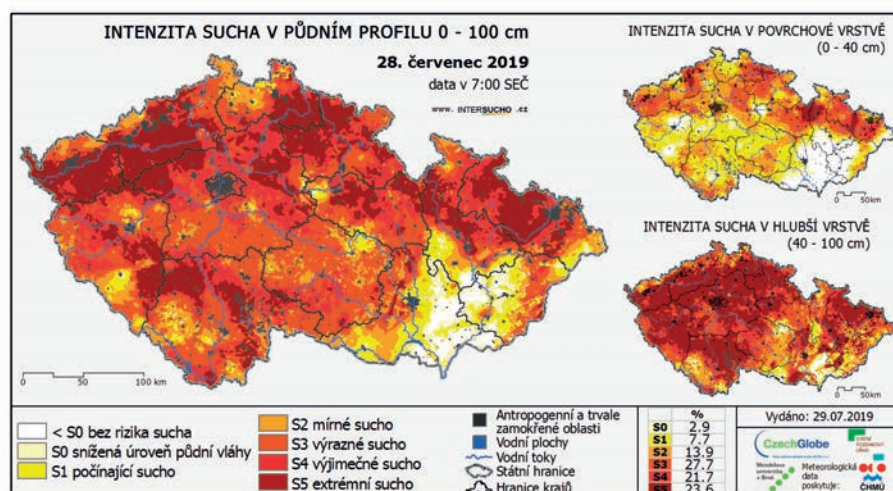 INTENZITA SUCHA V PŮDNÍM PROFILU 0 - 100 cm
28. červenec 2019
data v 7:00 SEČ
www. INTERSUCHO .cz
INTENZITA SUCHA V POVRCHOVÉ VRSTVĚ
(0 - 40 cm)
0 50km
INTENZITA SUCHA V HLUBŠÍ VRSTVĚ
(40 - 100 cm)
0 50km
0 50 100 km
< S0 bez rizika sucha
S0 snížená úroveň půdní vláhy
S1 počínající sucho
S2 mírné sucho
S3 výrazné sucho
S4 výjimečné sucho
S5 extrémní sucho
Antropogenní a trvale
zamokřené oblasti
Vodní plochy
Vodní toky
Státní hranice
Hranice krajů
%
S0 2.9
S1 7.7
S2 13.9
S3 27.7
S4 21.7
S5 23.6
Vydáno: 29.07.2019
CzechGlobe
Mendelova
univerzita
v Brně
Meteorologická
data
poskytuje:
ČHMÚ